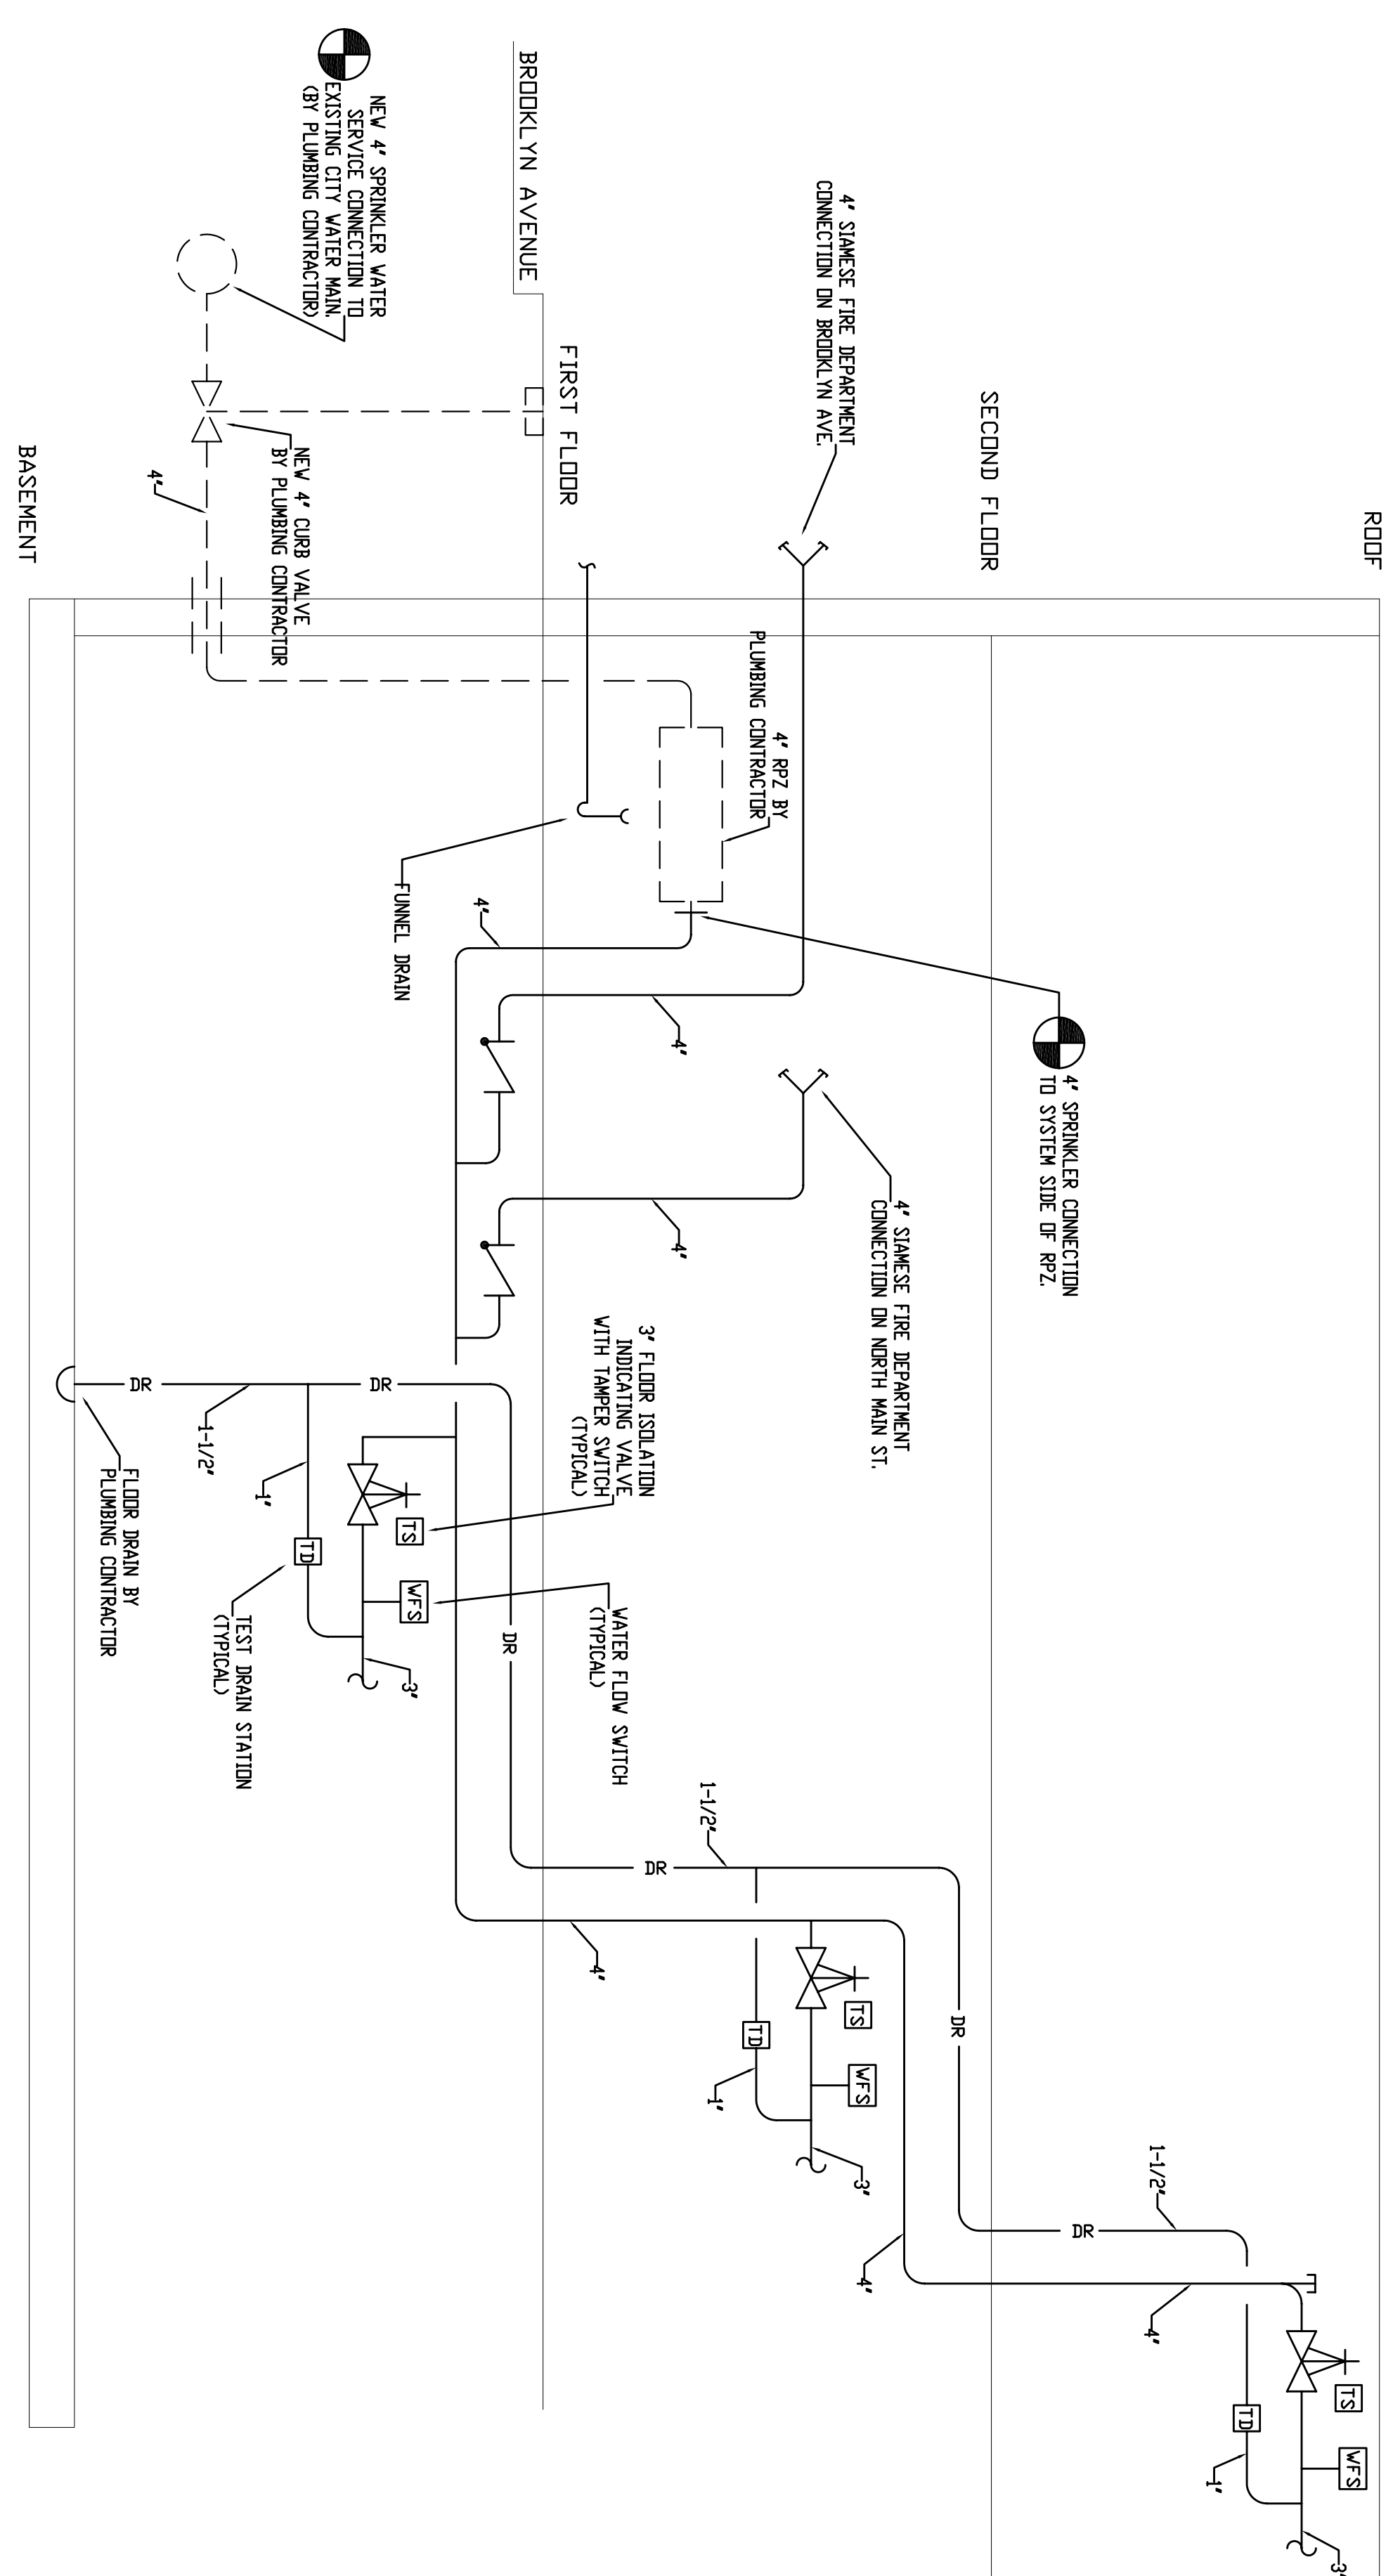 ROOF
SECOND FLOOR
FIRST FLOOR
BROOKLYN AVENUE
BASEMENT
NEW 4" SPRINKLER WATER
SERVICE CONNECTION TO
EXISTING CITY WATER MAIN.
(BY PLUMBING CONTRACTOR)
NEW 4" CURB VALVE
BY PLUMBING CONTRACTOR
4"
4" SIAMESE FIRE DEPARTMENT
CONNECTION ON BROOKLYN AVE.
4" RPZ BY
PLUMBING CONTRACTOR
FUNNEL DRAIN
4"
4"
4" SPRINKLER CONNECTION
TO SYSTEM SIDE OF RPZ.
4" SIAMESE FIRE DEPARTMENT
CONNECTION ON NORTH MAIN ST.
4"
3" FLOOR ISOLATION
INDICATING VALVE
WITH TAMPER SWITCH
(TYPICAL)
DR
DR
1-1/2"
1"
FLOOR DRAIN BY
PLUMBING CONTRACTOR
TS
TD
WFS
3"
TEST DRAIN STATION
(TYPICAL)
WATER FLOW SWITCH
(TYPICAL)
DR
1-1/2"
DR
4"
TS
TD
WFS
1"
3"
DR
1-1/2"
DR
4"
4"
TS
TD
WFS
1"
3"